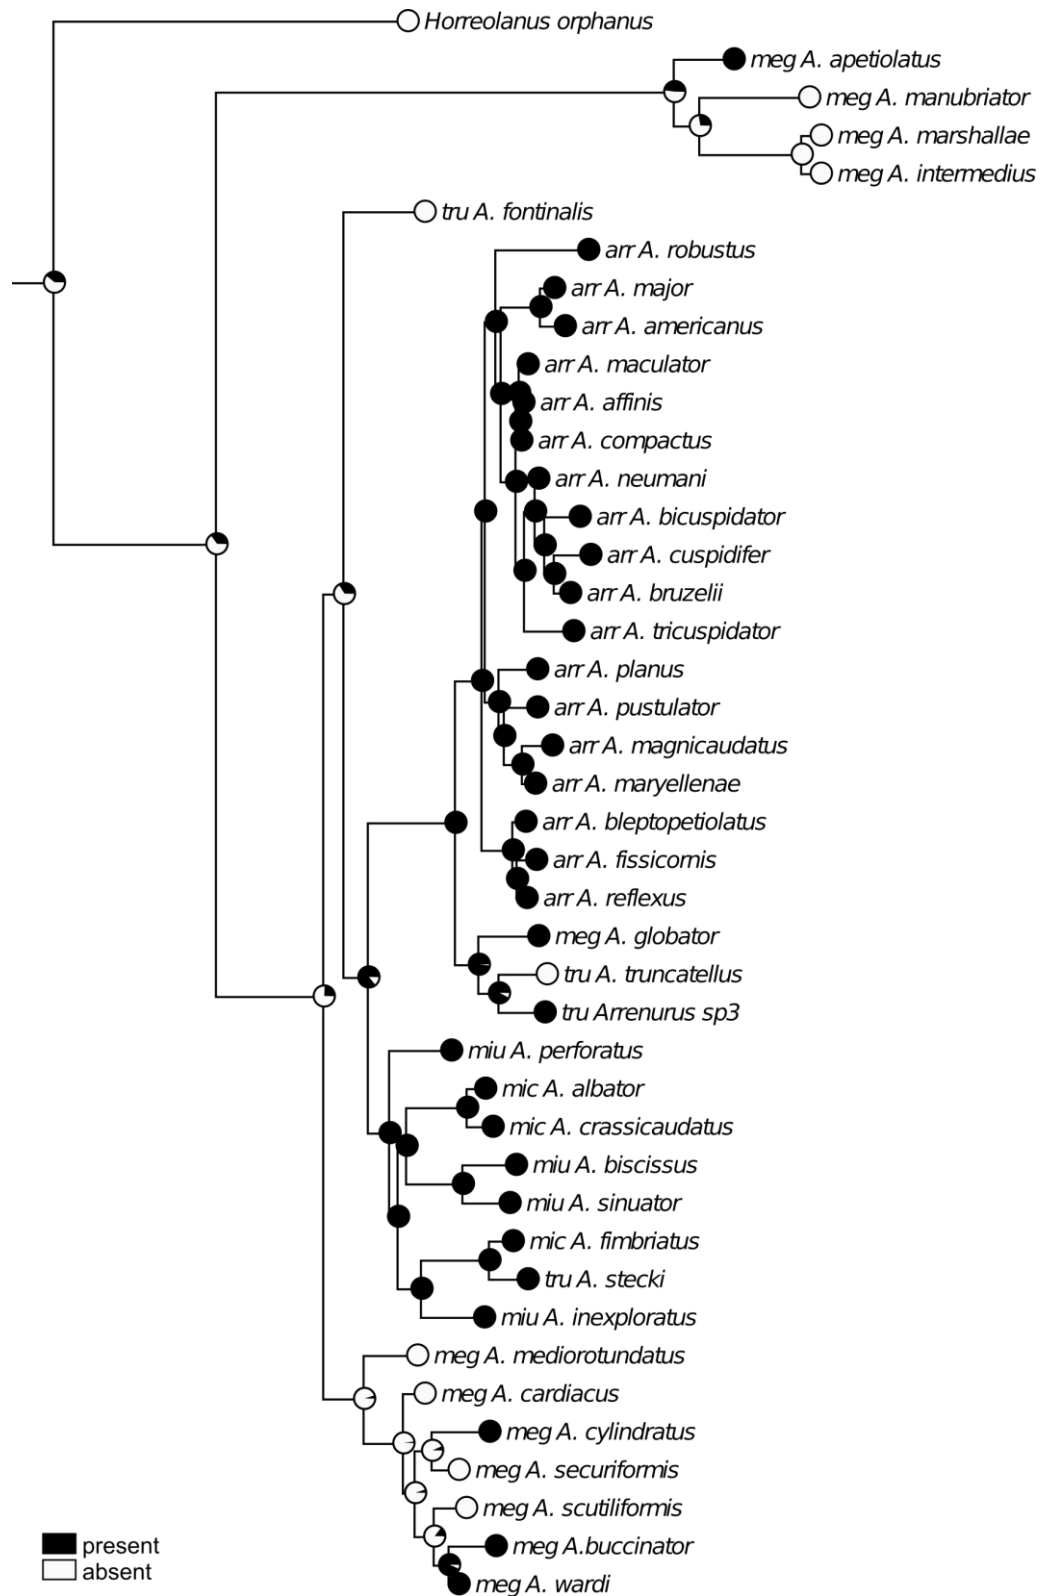 Horreolanus orphanus
meg A. apetiolatus
meg A. manubriator
meg A. marshallae
meg A. intermedius
tru A. fontinalis
arr A. robustus
arr A. major
arr A. americanus
arr A. maculator
arr A. affinis
arr A. compactus
arr A. neumani
arr A. bicuspidator
arr A. cuspidifer
arr A. bruzelii
arr A. tricuspidator
arr A. planus
arr A. pustulator
arr A. magnicaudatus
arr A. maryellenae
arr A. bleptopetiolatus
arr A. fissicornis
arr A. reflexus
meg A. globator
tru A. truncatellus
tru Arrenurus sp3
miu A. perforatus
mic A. albator
mic A. crassicaudatus
miu A. biscissus
miu A. sinuator
mic A. fimbriatus
tru A. stecki
miu A. inexploratus
meg A. mediorotundatus
meg A. cardiacus
meg A. cylindratus
meg A. securiformis
meg A. scutiliformis
meg A.buccinator
meg A. wardi
present
absent